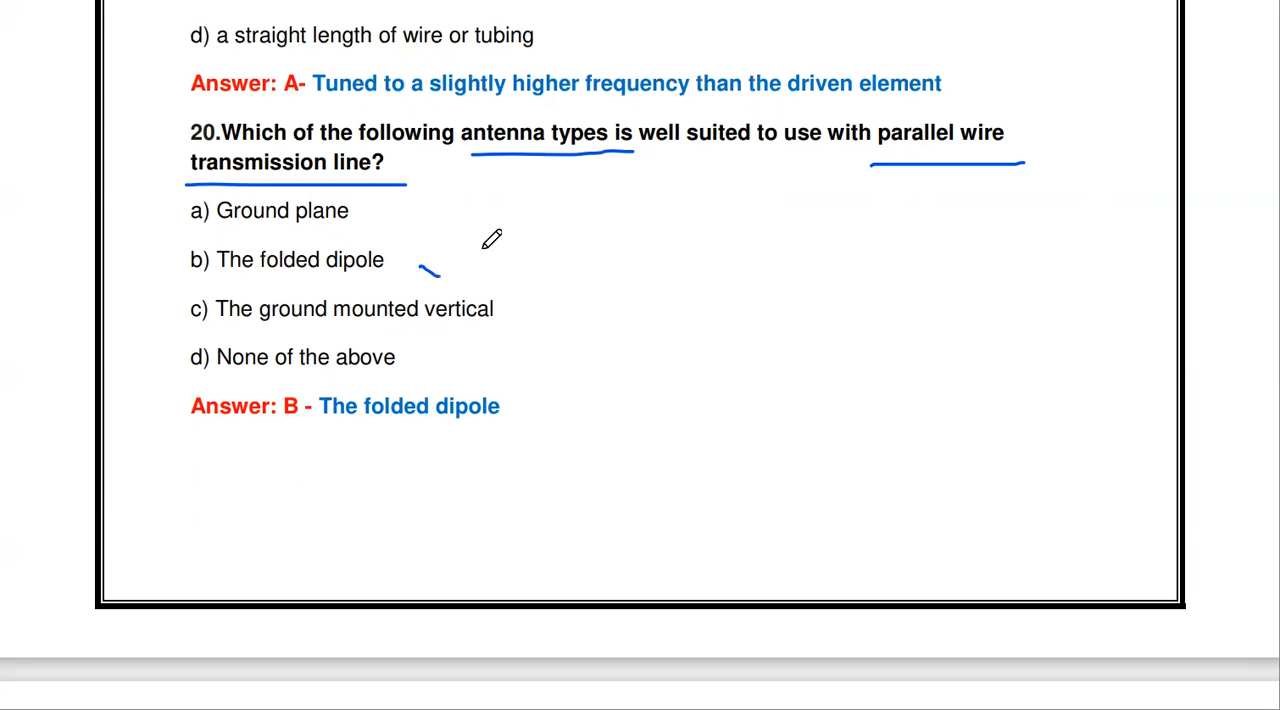 d) a straight length of wire or tubing
Answer: A- Tuned to a slightly higher frequency than the driven element
20.Which of the following antenna types is well suited to use with parallel wire
transmission line?
a) Ground plane
b) The folded dipole
c) The ground mounted vertical
d) None of the above
Answer: B - The folded dipole